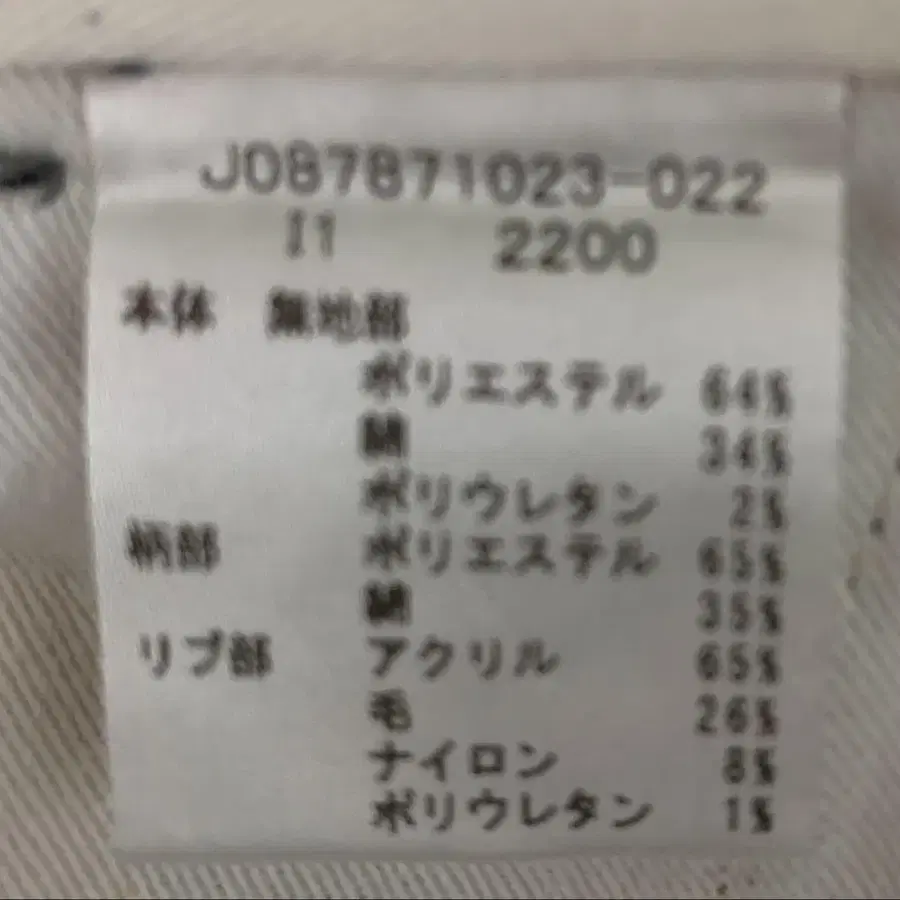 J087871023-022
I1 2200
本体 無地部
ポリエステル 64%
綿 34%
ポリウレタン 2%
柄部 ポリエステル 65%
綿 35%
リブ部 アクリル 65%
毛 26%
ナイロン 8%
ポリウレタン 1%